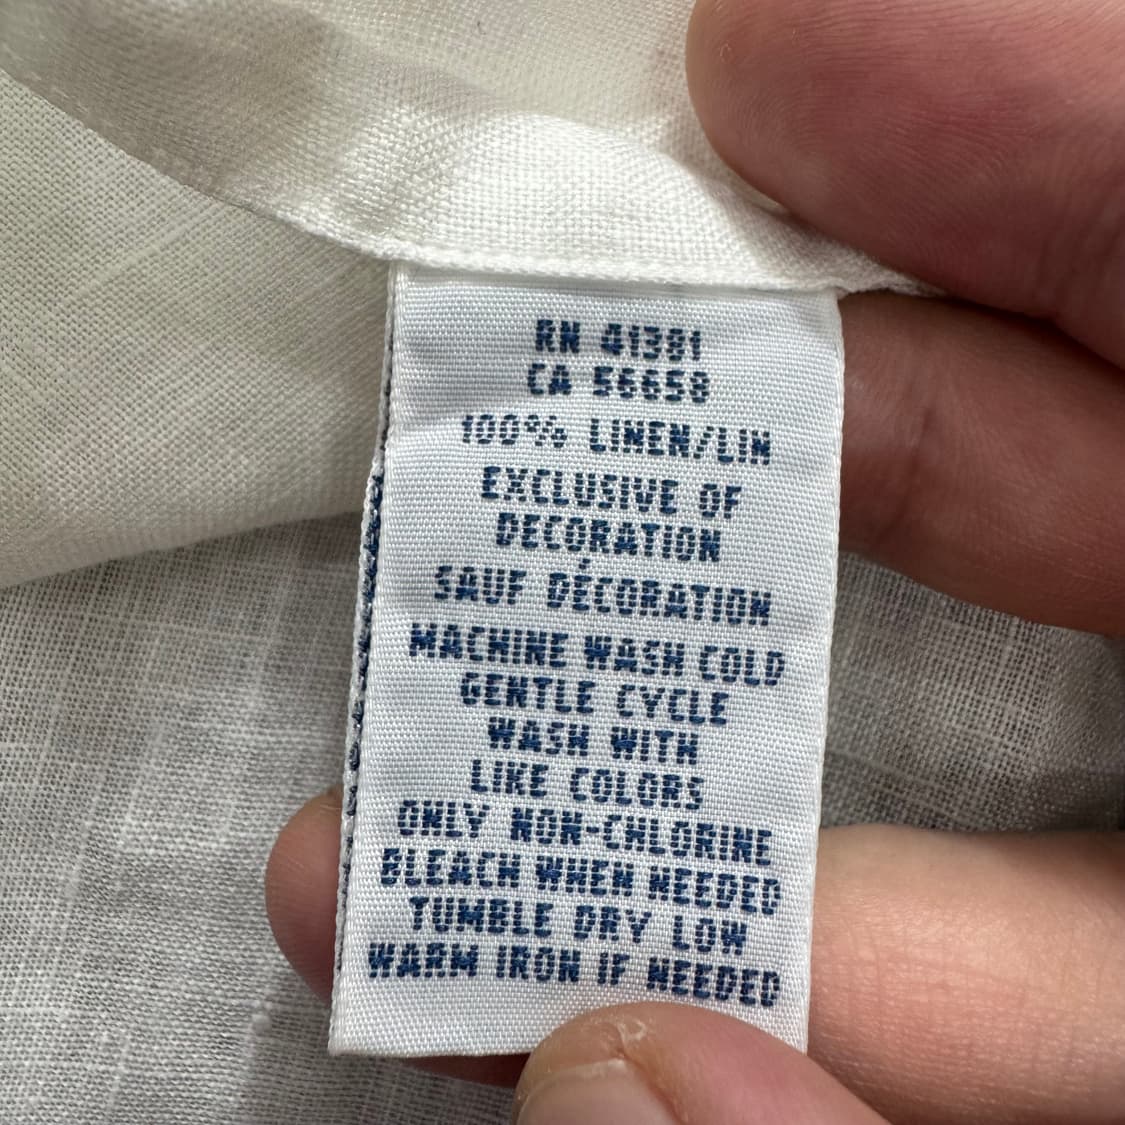 RN 41381
CA 56658
100% LINEN/LIN
EXCLUSIVE OF
DECORATION
SAUF DÉCORATION
MACHINE WASH COLD
GENTLE CYCLE
WASH WITH
LIKE COLORS
ONLY NON-CHLORINE
BLEACH WHEN NEEDED
TUMBLE DRY LOW
WARM IRON IF NEEDED